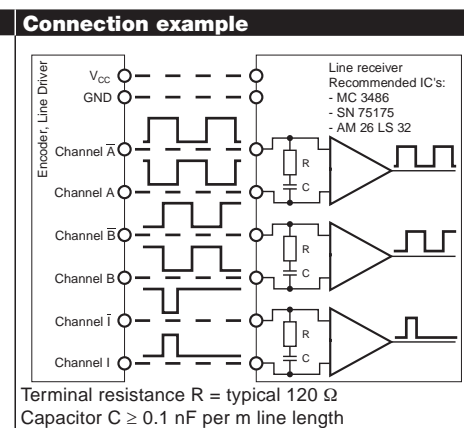 Connection example
Encoder, Line Driver
V_CC
GND
Channel A̅
Channel A
Channel B̅
Channel B
Channel I̅
Channel I
Line receiver
Recommended IC's:
- MC 3486
- SN 75175
- AM 26 LS 32
R
C
R
C
R
C
Terminal resistance R = typical 120 Ω
Capacitor C ≥ 0.1 nF per m line length